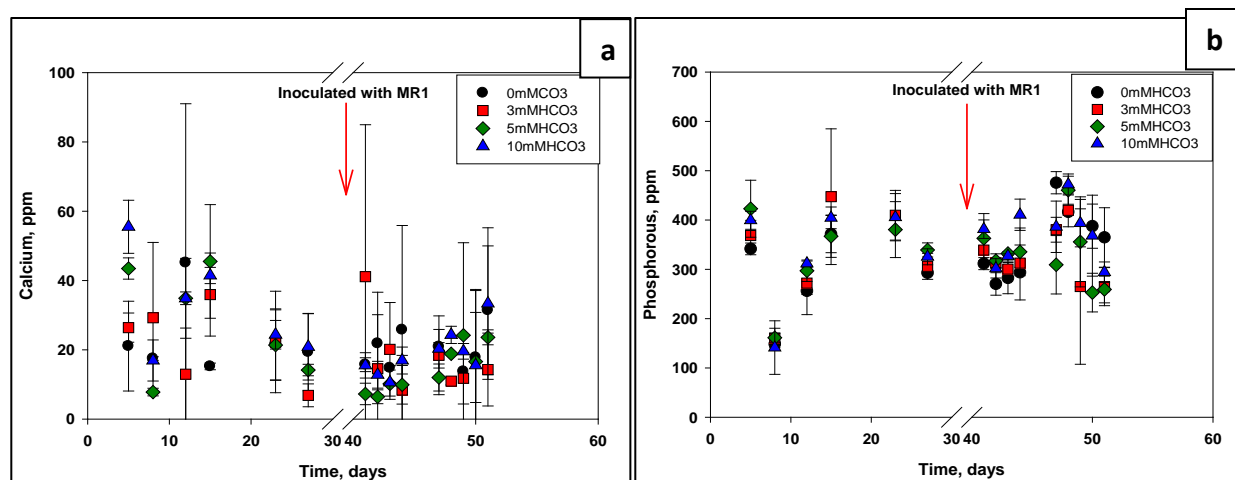 a
100
80
60
40
20
0
Calcium, ppm
Inoculated with MR1
0mMCO3
3mMHCO3
5mMHCO3
10mMHCO3
0 10 20 30 40 50 60
Time, days
b
700
600
500
400
300
200
100
0
Phosphorous, ppm
Inoculated with MR1
0mMHCO3
3mMHCO3
5mMHCO3
10mMHCO3
0 10 20 30 40 50 60
Time, days